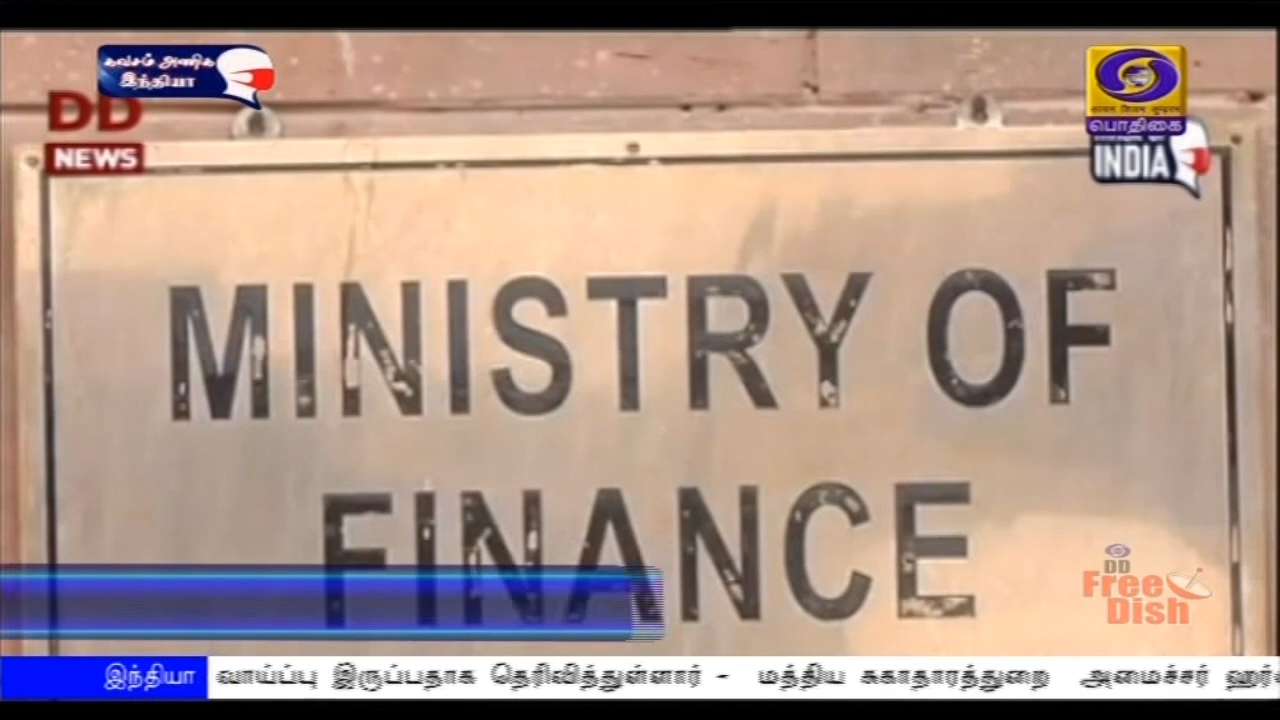 கவசம் அணிக
இந்தியா
DD
NEWS
பொதிகை
INDIA
MINISTRY OF
FINANCE
DD
Free
Dish
இந்தியா
வாய்ப்பு இருப்பதாக தெரிவித்துள்ளார் - மத்திய சுகாதாரத்துறை அமைச்சர்